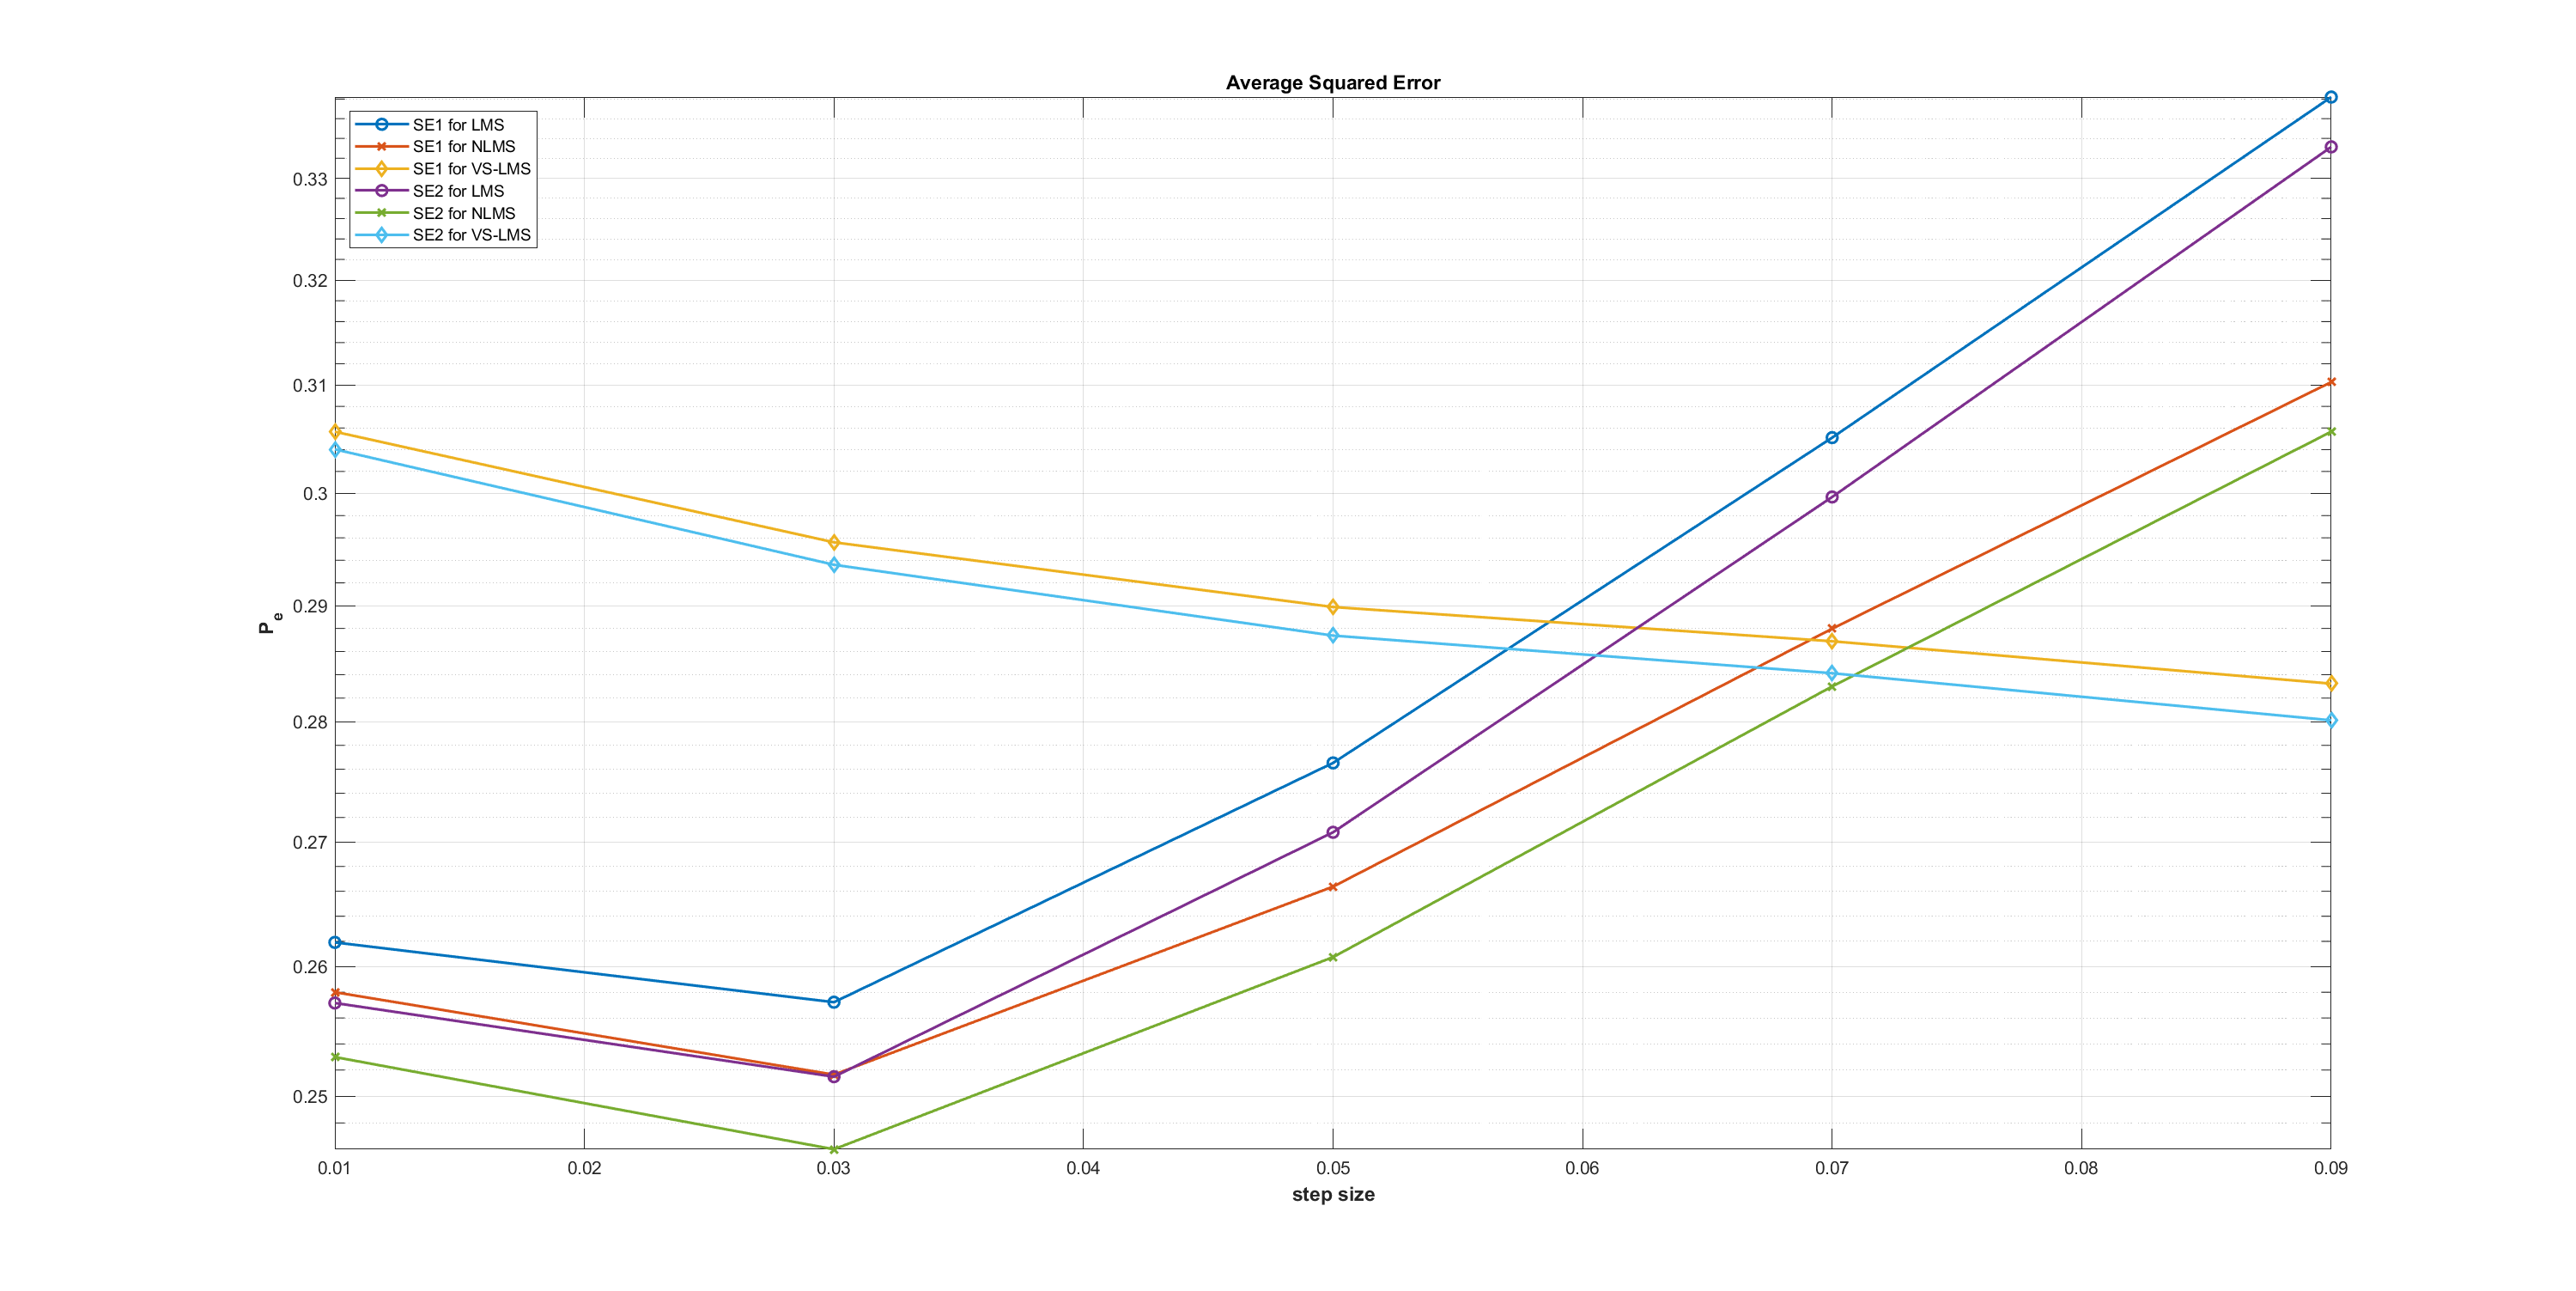 Average Squared Error
SE1 for LMS
SE1 for NLMS
SE1 for VS-LMS
SE2 for LMS
SE2 for NLMS
SE2 for VS-LMS
0.33
0.32
0.31
0.3
0.29
0.28
0.27
0.26
0.25
Pe
0.01 0.02 0.03 0.04 0.05 0.06 0.07 0.08 0.09
step size